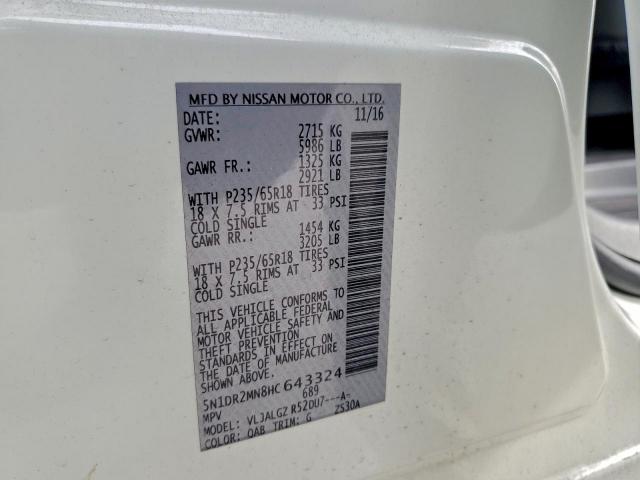 MFD BY NISSAN MOTOR CO., LTD.
DATE: 11/16
GVWR: 2715 KG
5986 LB
GAWR FR.: 1325 KG
2921 LB
WITH P235/65R18 TIRES
18 X 7.5 RIMS AT 33 PSI
COLD SINGLE
GAWR RR.: 1454 KG
3205 LB
WITH P235/65R18 TIRES
18 X 7.5 RIMS AT 33 PSI
COLD SINGLE
THIS VEHICLE CONFORMS TO
ALL APPLICABLE FEDERAL
MOTOR VEHICLE SAFETY AND
THEFT PREVENTION
STANDARDS IN EFFECT ON
THE DATE OF MANUFACTURE
SHOWN ABOVE.
5N1DR2MN8HC 643324
MPV 689
MODEL: VLJALGZ R52DU7---A-
COLOR: QAB TRIM: G ZS30A